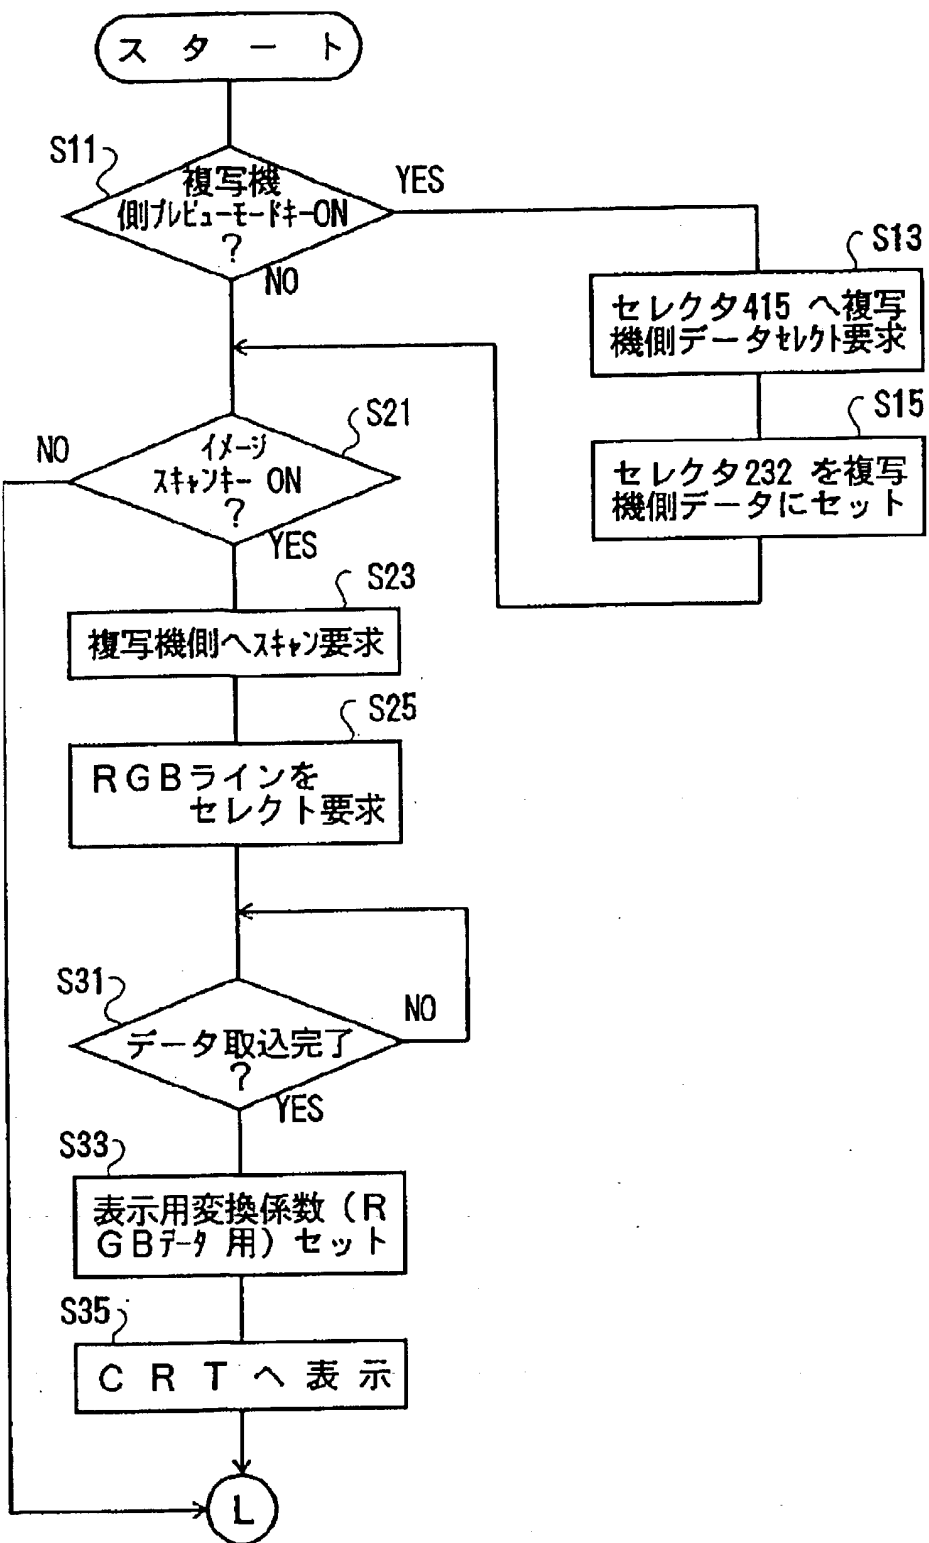 スタート
S11
複写機
側プレビューモードキーON
?
YES
NO
S13
セレクタ415 へ複写
機側データセレクト要求
S15
セレクタ232 を複写
機側データにセット
S21
イメージ
スキャンキー ON
?
NO
YES
S23
複写機側へスキャン要求
S25
RGBラインを
セレクト要求
S31
データ取込完了
?
NO
YES
S33
表示用変換係数(R
GBデータ用)セット
S35
CRTへ表示
L